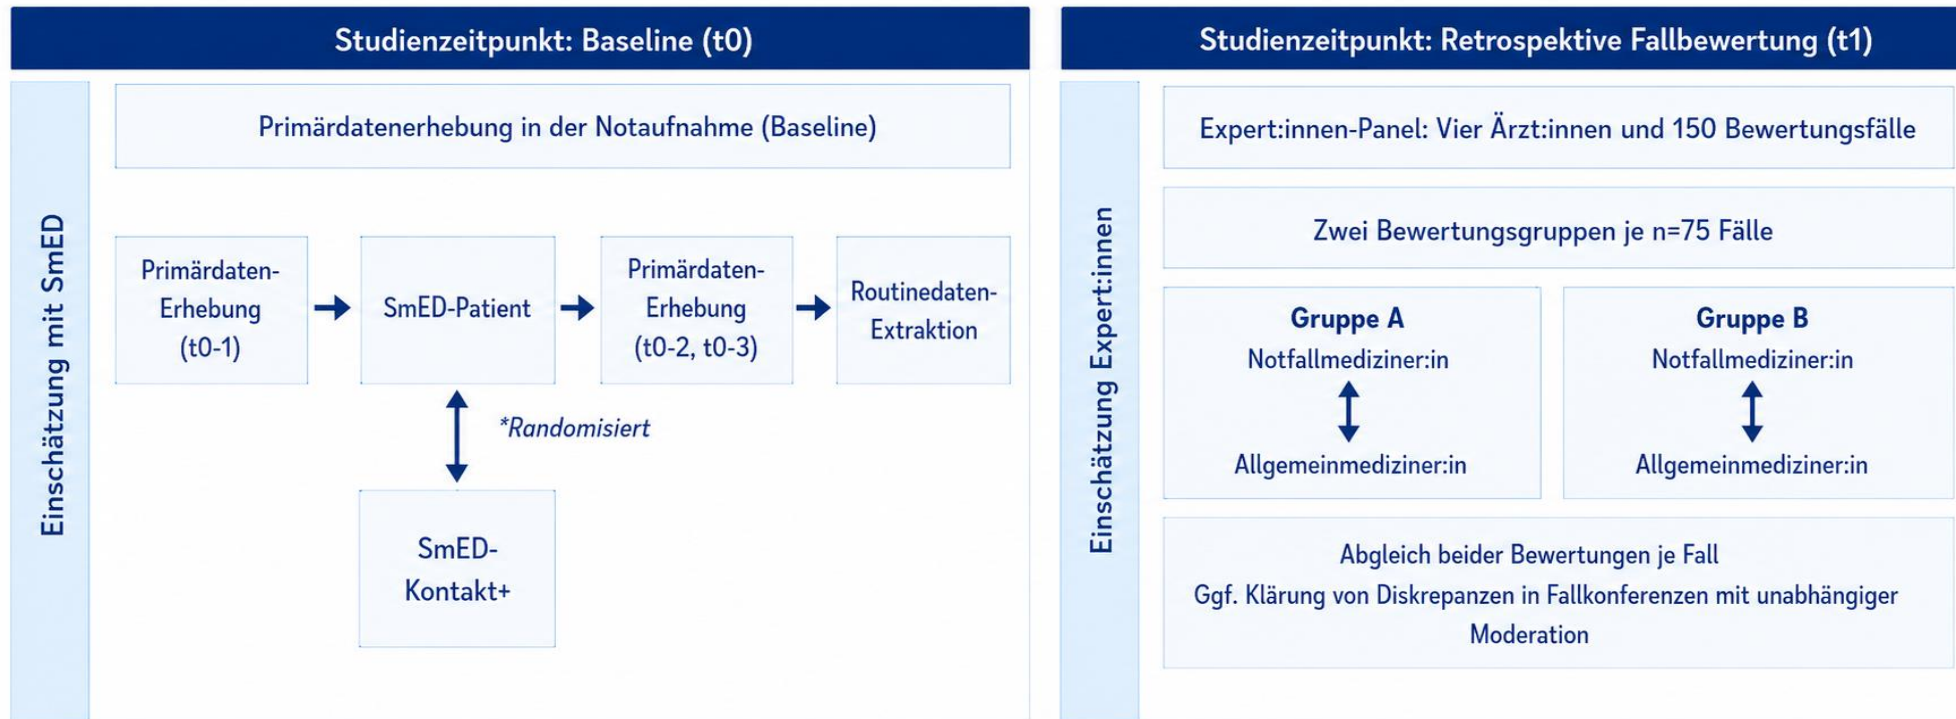 Studienzeitpunkt: Baseline (t0)
Einschätzung mit SmED
Primärdatenerhebung in der Notaufnahme (Baseline)
Primärdaten-
Erhebung
(t0-1)
SmED-Patient
Primärdaten-
Erhebung
(t0-2, t0-3)
Routinedaten-
Extraktion
*Randomisiert
SmED-
Kontakt+
Studienzeitpunkt: Retrospektive Fallbewertung (t1)
Einschätzung Expert:innen
Expert:innen-Panel: Vier Ärzt:innen und 150 Bewertungsfälle
Zwei Bewertungsgruppen je n=75 Fälle
Gruppe A
Notfallmediziner:in
Allgemeinmediziner:in
Gruppe B
Notfallmediziner:in
Allgemeinmediziner:in
Abgleich beider Bewertungen je Fall
Ggf. Klärung von Diskrepanzen in Fallkonferenzen mit unabhängiger
Moderation